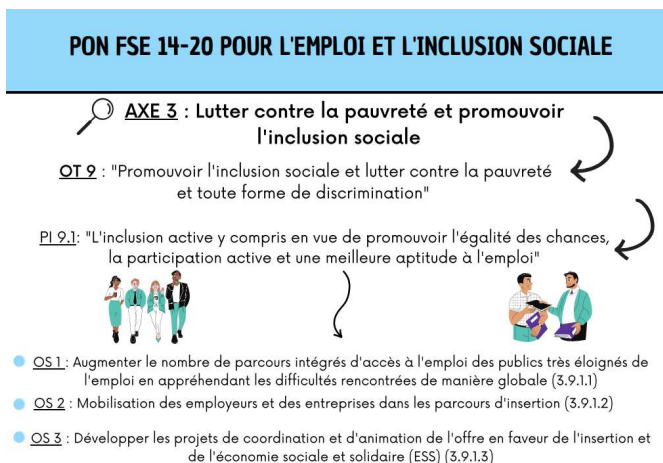 PON FSE 14-20 POUR L'EMPLOI ET L'INCLUSION SOCIALE
AXE 3 : Lutter contre la pauvreté et promouvoir
l'inclusion sociale
OT 9 : "Promouvoir l'inclusion sociale et lutter contre la pauvreté
et toute forme de discrimination"
PI 9.1: "L'inclusion active y compris en vue de promouvoir l'égalité des chances,
la participation active et une meilleure aptitude à l'emploi"
OS 1 : Augmenter le nombre de parcours intégrés d'accès à l'emploi des publics très éloignés de
l'emploi en appréhendant les difficultés rencontrées de manière globale (3.9.1.1)
OS 2 : Mobilisation des employeurs et des entreprises dans les parcours d'insertion (3.9.1.2)
OS 3 : Développer les projets de coordination et d'animation de l'offre en faveur de l'insertion et
de l'économie sociale et solidaire (ESS) (3.9.1.3)